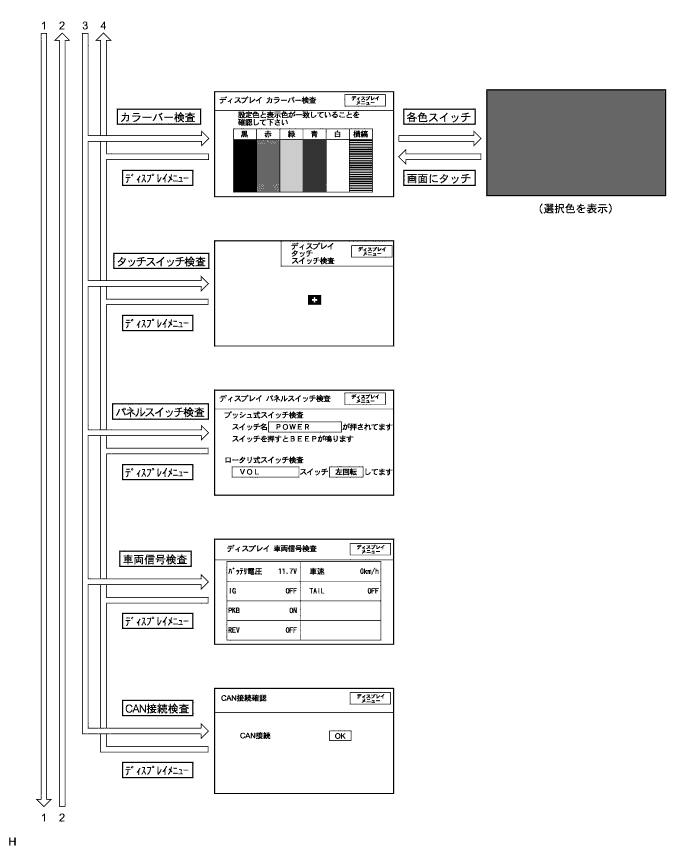 1 2 3 4
カラーバー検査
ディスプレイ カラーバー検査
ディスプレイ
メニュー
設定色と表示色が一致していることを
確認して下さい
黒 赤 緑 青 白 横縞
ディスプレイメニュー
各色スイッチ
画面にタッチ
(選択色を表示)
タッチスイッチ検査
ディスプレイ
タッチ
スイッチ検査
ディスプレイ
メニュー
ディスプレイメニュー
パネルスイッチ検査
ディスプレイ パネルスイッチ検査
ディスプレイ
メニュー
プッシュ式スイッチ検査
スイッチ名 POWER が押されてます
スイッチを押すとBEEPが鳴ります
ロータリ式スイッチ検査
VOL スイッチ 左回転 してます
ディスプレイメニュー
車両信号検査
ディスプレイ 車両信号検査
ディスプレイ
メニュー
バッテリ電圧 11.7V 車速 0km/h
IG OFF TAIL OFF
PKB ON
REV OFF
ディスプレイメニュー
CAN接続検査
CAN接続確認
ディスプレイ
メニュー
CAN接続 OK
ディスプレイメニュー
1 2
H